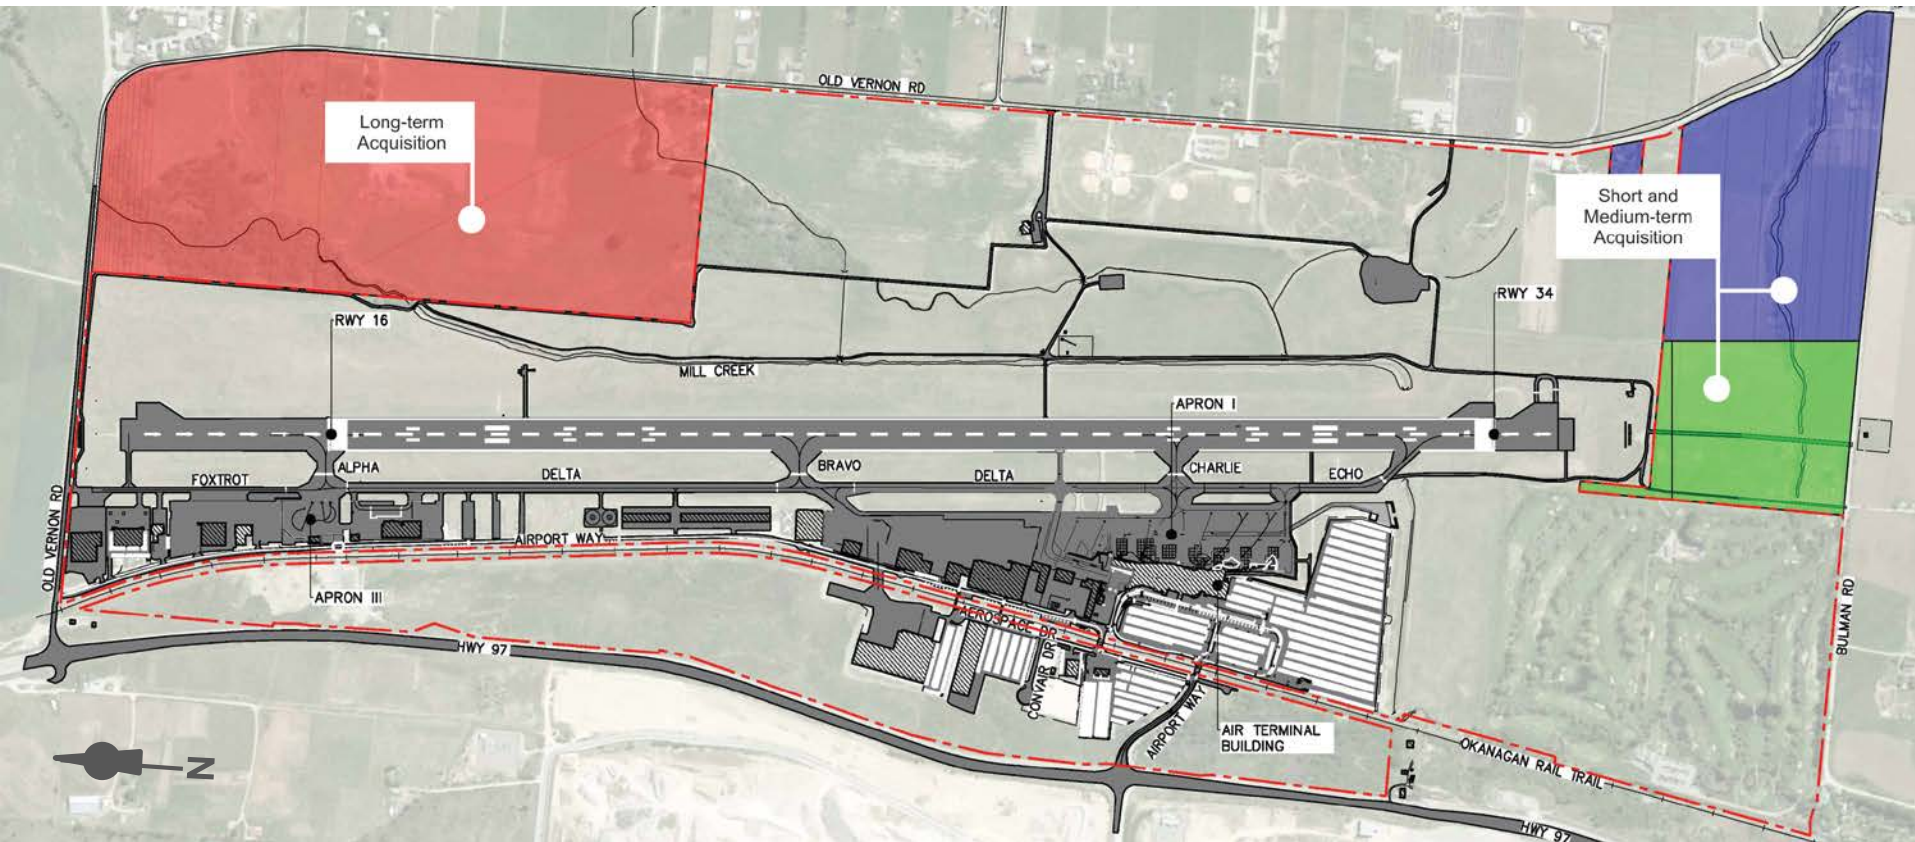 OLD VERNON RD
Long-term
Acquisition
Short and
Medium-term
Acquisition
RWY 34
RWY 16
MILL CREEK
APRON I
ALPHA
BRAVO
CHARLIE
FOXTROT
DELTA
DELTA
ECHO
OLD VERNON RD
AIRPORT WAY
APRON III
AEROSPACE DR
HWY 97
CONVAIR DR
AIRPORT WAY
AIR TERMINAL
BUILDING
BULMAN RD
OKANAGAN RAIL TRAIL
N
HWY 97